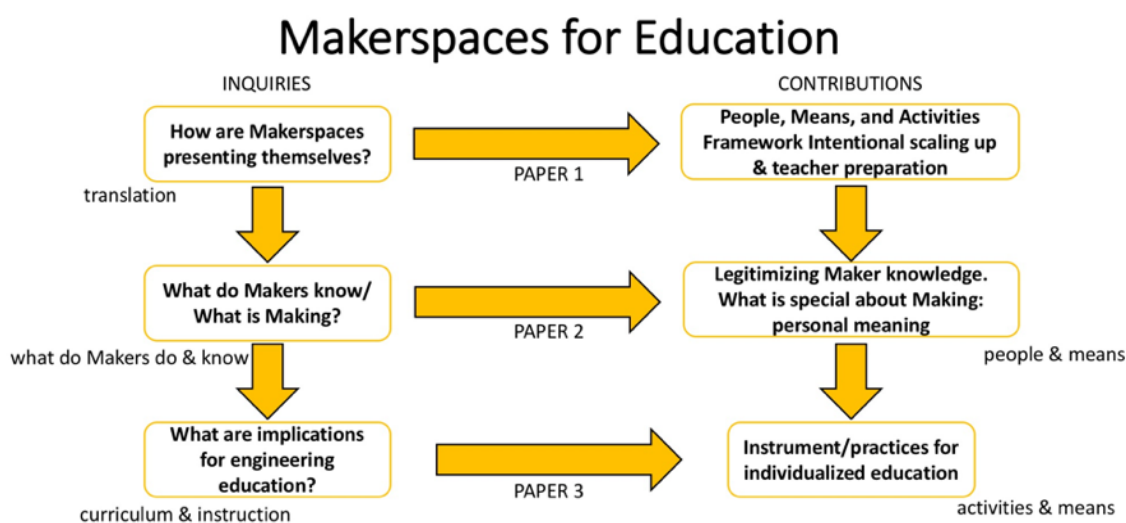 Makerspaces for Education
INQUIRIES
CONTRIBUTIONS
How are Makerspaces
presenting themselves?
PAPER 1
People, Means, and Activities
Framework Intentional scaling up
& teacher preparation
translation
What do Makers know/
What is Making?
PAPER 2
Legitimizing Maker knowledge.
What is special about Making:
personal meaning
what do Makers do & know
people & means
What are implications
for engineering
education?
PAPER 3
Instrument/practices for
individualized education
curriculum & instruction
activities & means